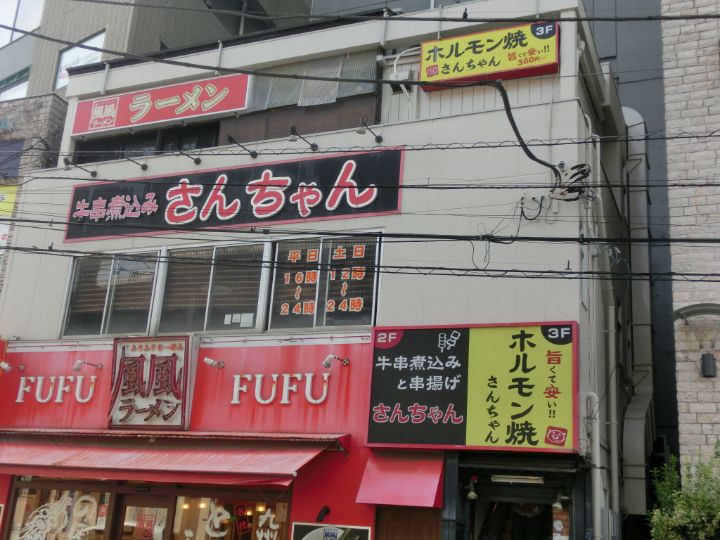 ホルモン焼
3F
さんちゃん
旨くて安い!!
380円~
風風
ラーメン
ラーメン
牛串煮込み
さんちゃん
平日
16時
~
24時
土日
12時
~
24時
2F
牛串煮込み
と串揚げ
さんちゃん
3F
ホルモン焼
さんちゃん
旨くて安い!!
FUFU
風風
ラーメン
FUFU
九州